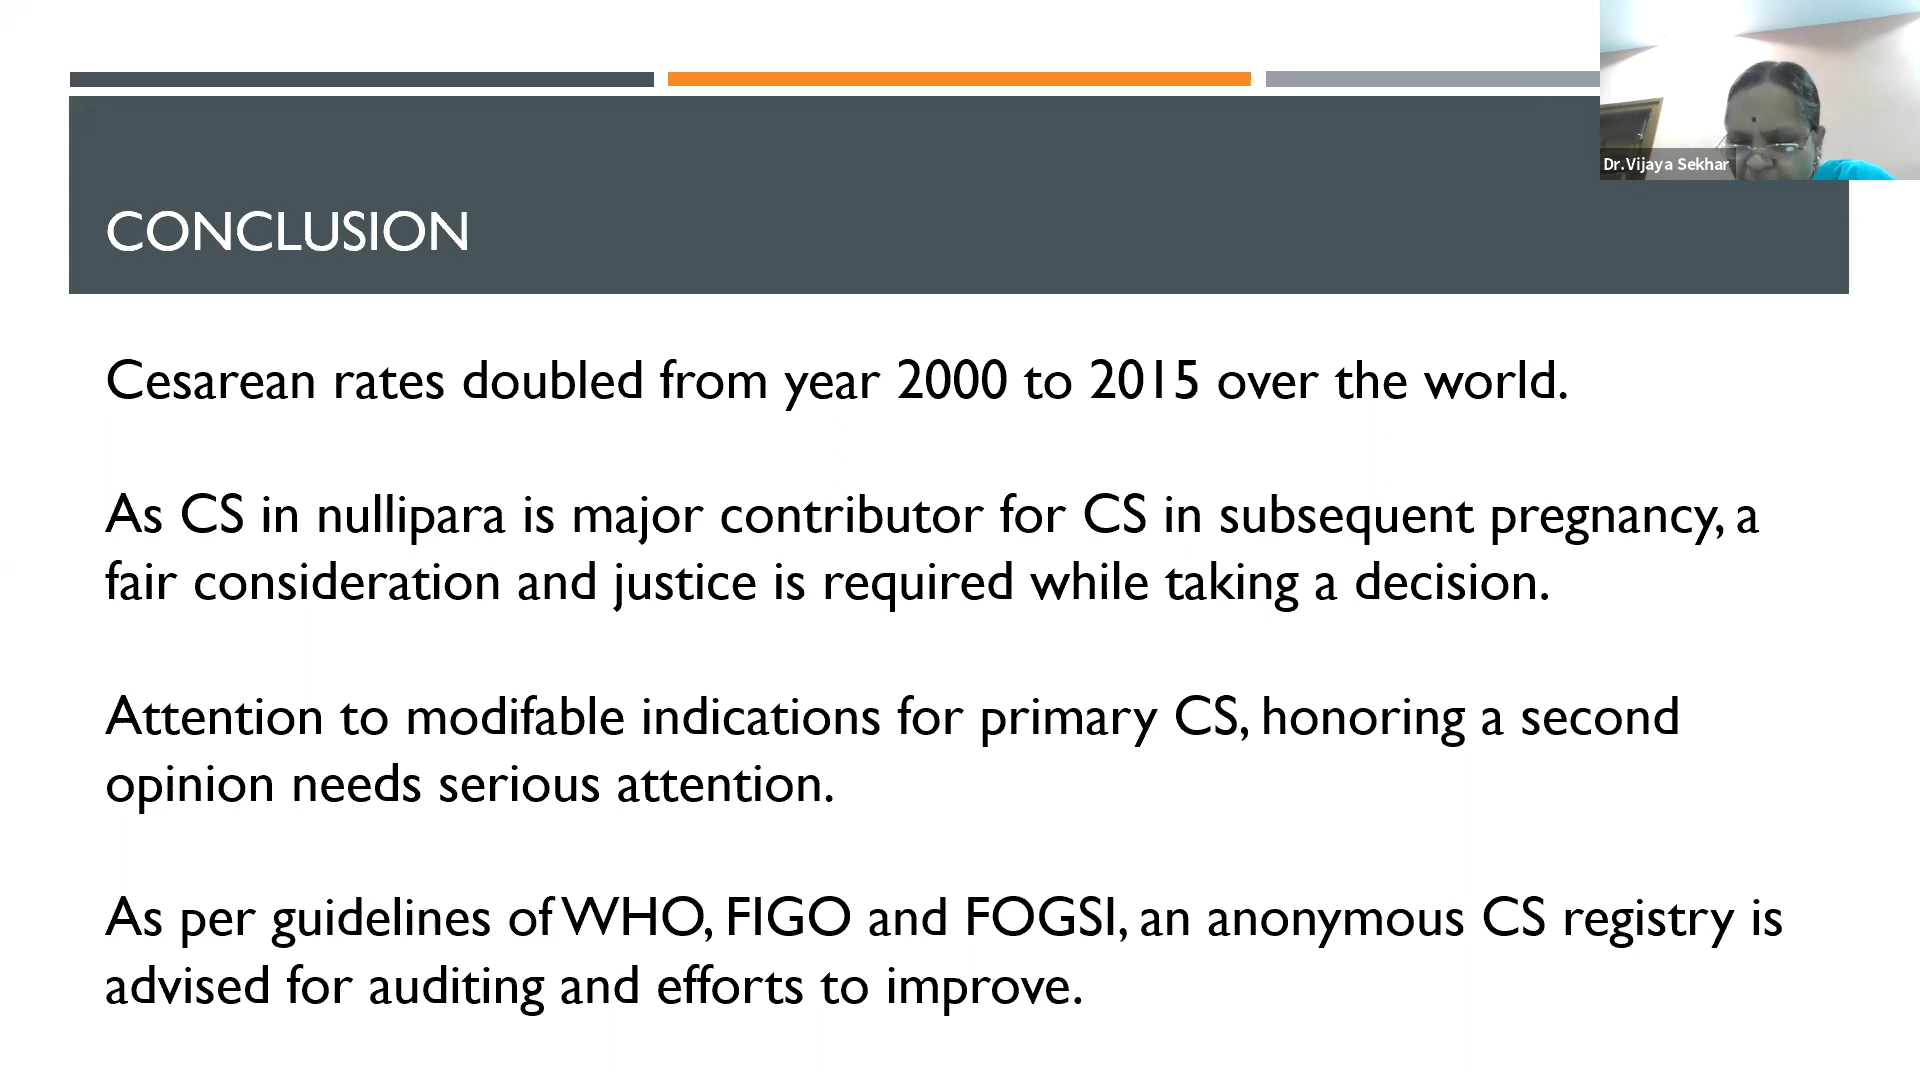 Dr.Vijaya Sekhar
CONCLUSION
Cesarean rates doubled from year 2000 to 2015 over the world.
As CS in nullipara is major contributor for CS in subsequent pregnancy, a
fair consideration and justice is required while taking a decision.
Attention to modifable indications for primary CS, honoring a second
opinion needs serious attention.
As per guidelines of WHO, FIGO and FOGSI, an anonymous CS registry is
advised for auditing and efforts to improve.